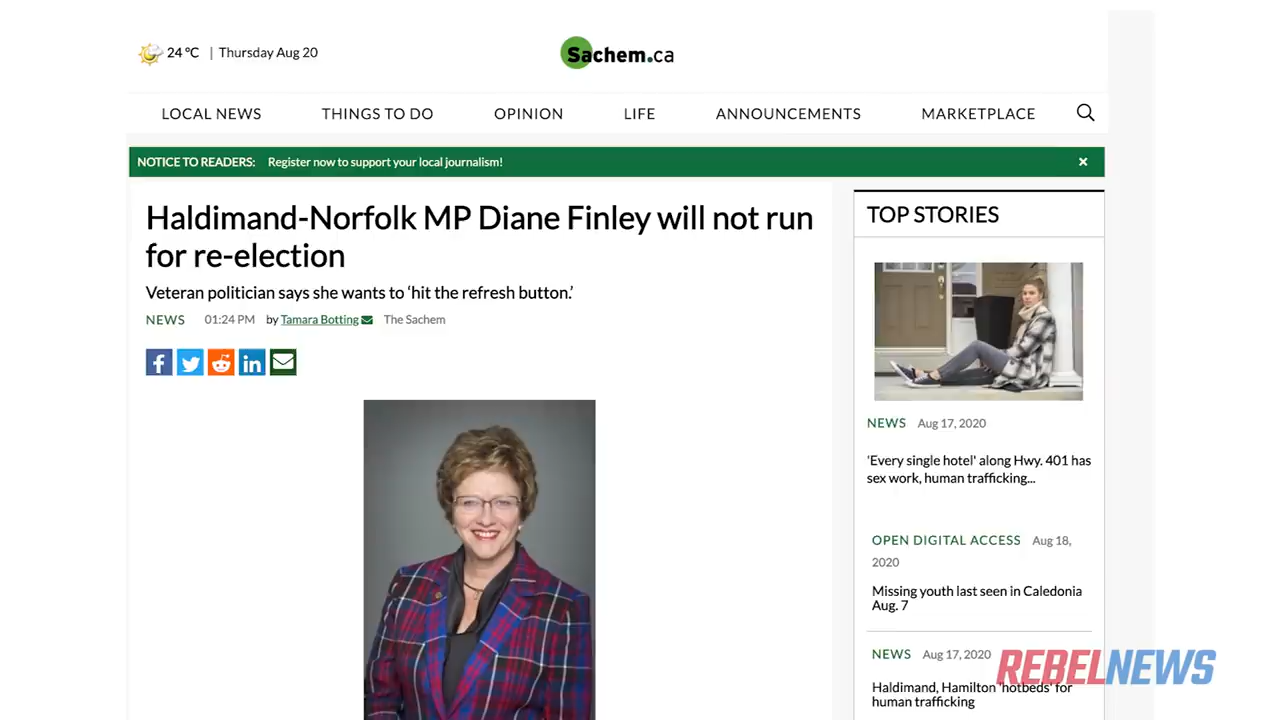 24 °C | Thursday Aug 20
Sachem.ca
LOCAL NEWS THINGS TO DO OPINION LIFE ANNOUNCEMENTS MARKETPLACE
NOTICE TO READERS: Register now to support your local journalism!
Haldimand-Norfolk MP Diane Finley will not run
for re-election
Veteran politician says she wants to ‘hit the refresh button.’
NEWS 01:24 PM by Tamara Botting The Sachem
TOP STORIES
NEWS Aug 17, 2020
'Every single hotel' along Hwy. 401 has
sex work, human trafficking...
OPEN DIGITAL ACCESS Aug 18,
2020
Missing youth last seen in Caledonia
Aug. 7
NEWS Aug 17, 2020
Haldimand, Hamilton 'hotbeds' for
human trafficking
REBELNEWS